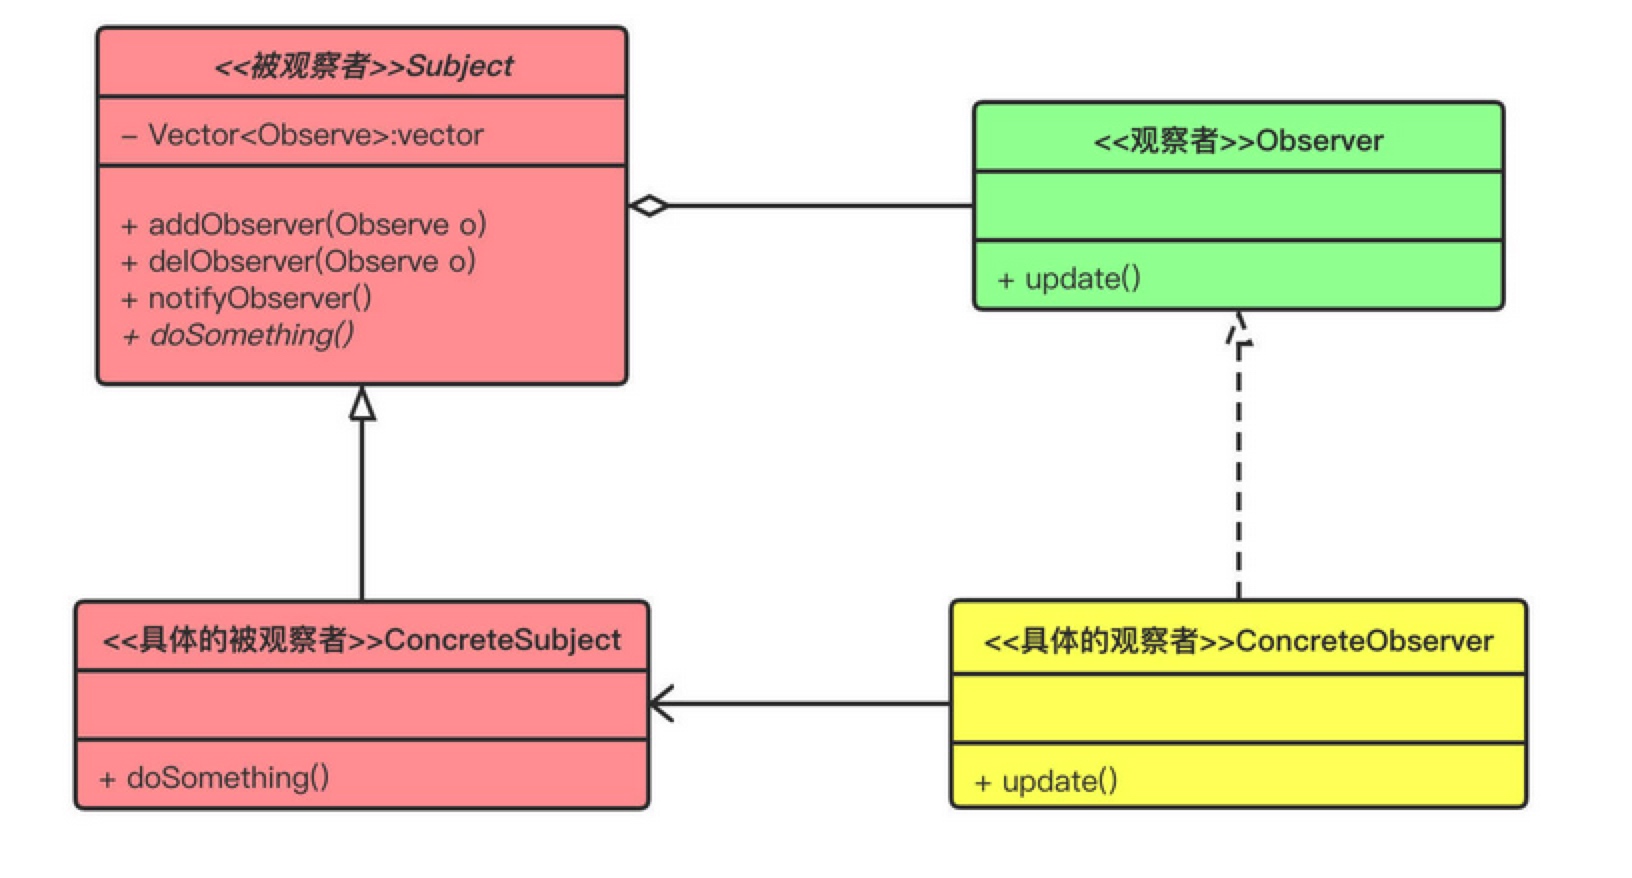 <<被观察者>>Subject
– Vector<Observe>:vector
+ addObserver(Observe o)
+ delObserver(Observe o)
+ notifyObserver()
+ doSomething()
<<观察者>>Observer
+ update()
<<具体的被观察者>>ConcreteSubject
+ doSomething()
<<具体的观察者>>ConcreteObserver
+ update()